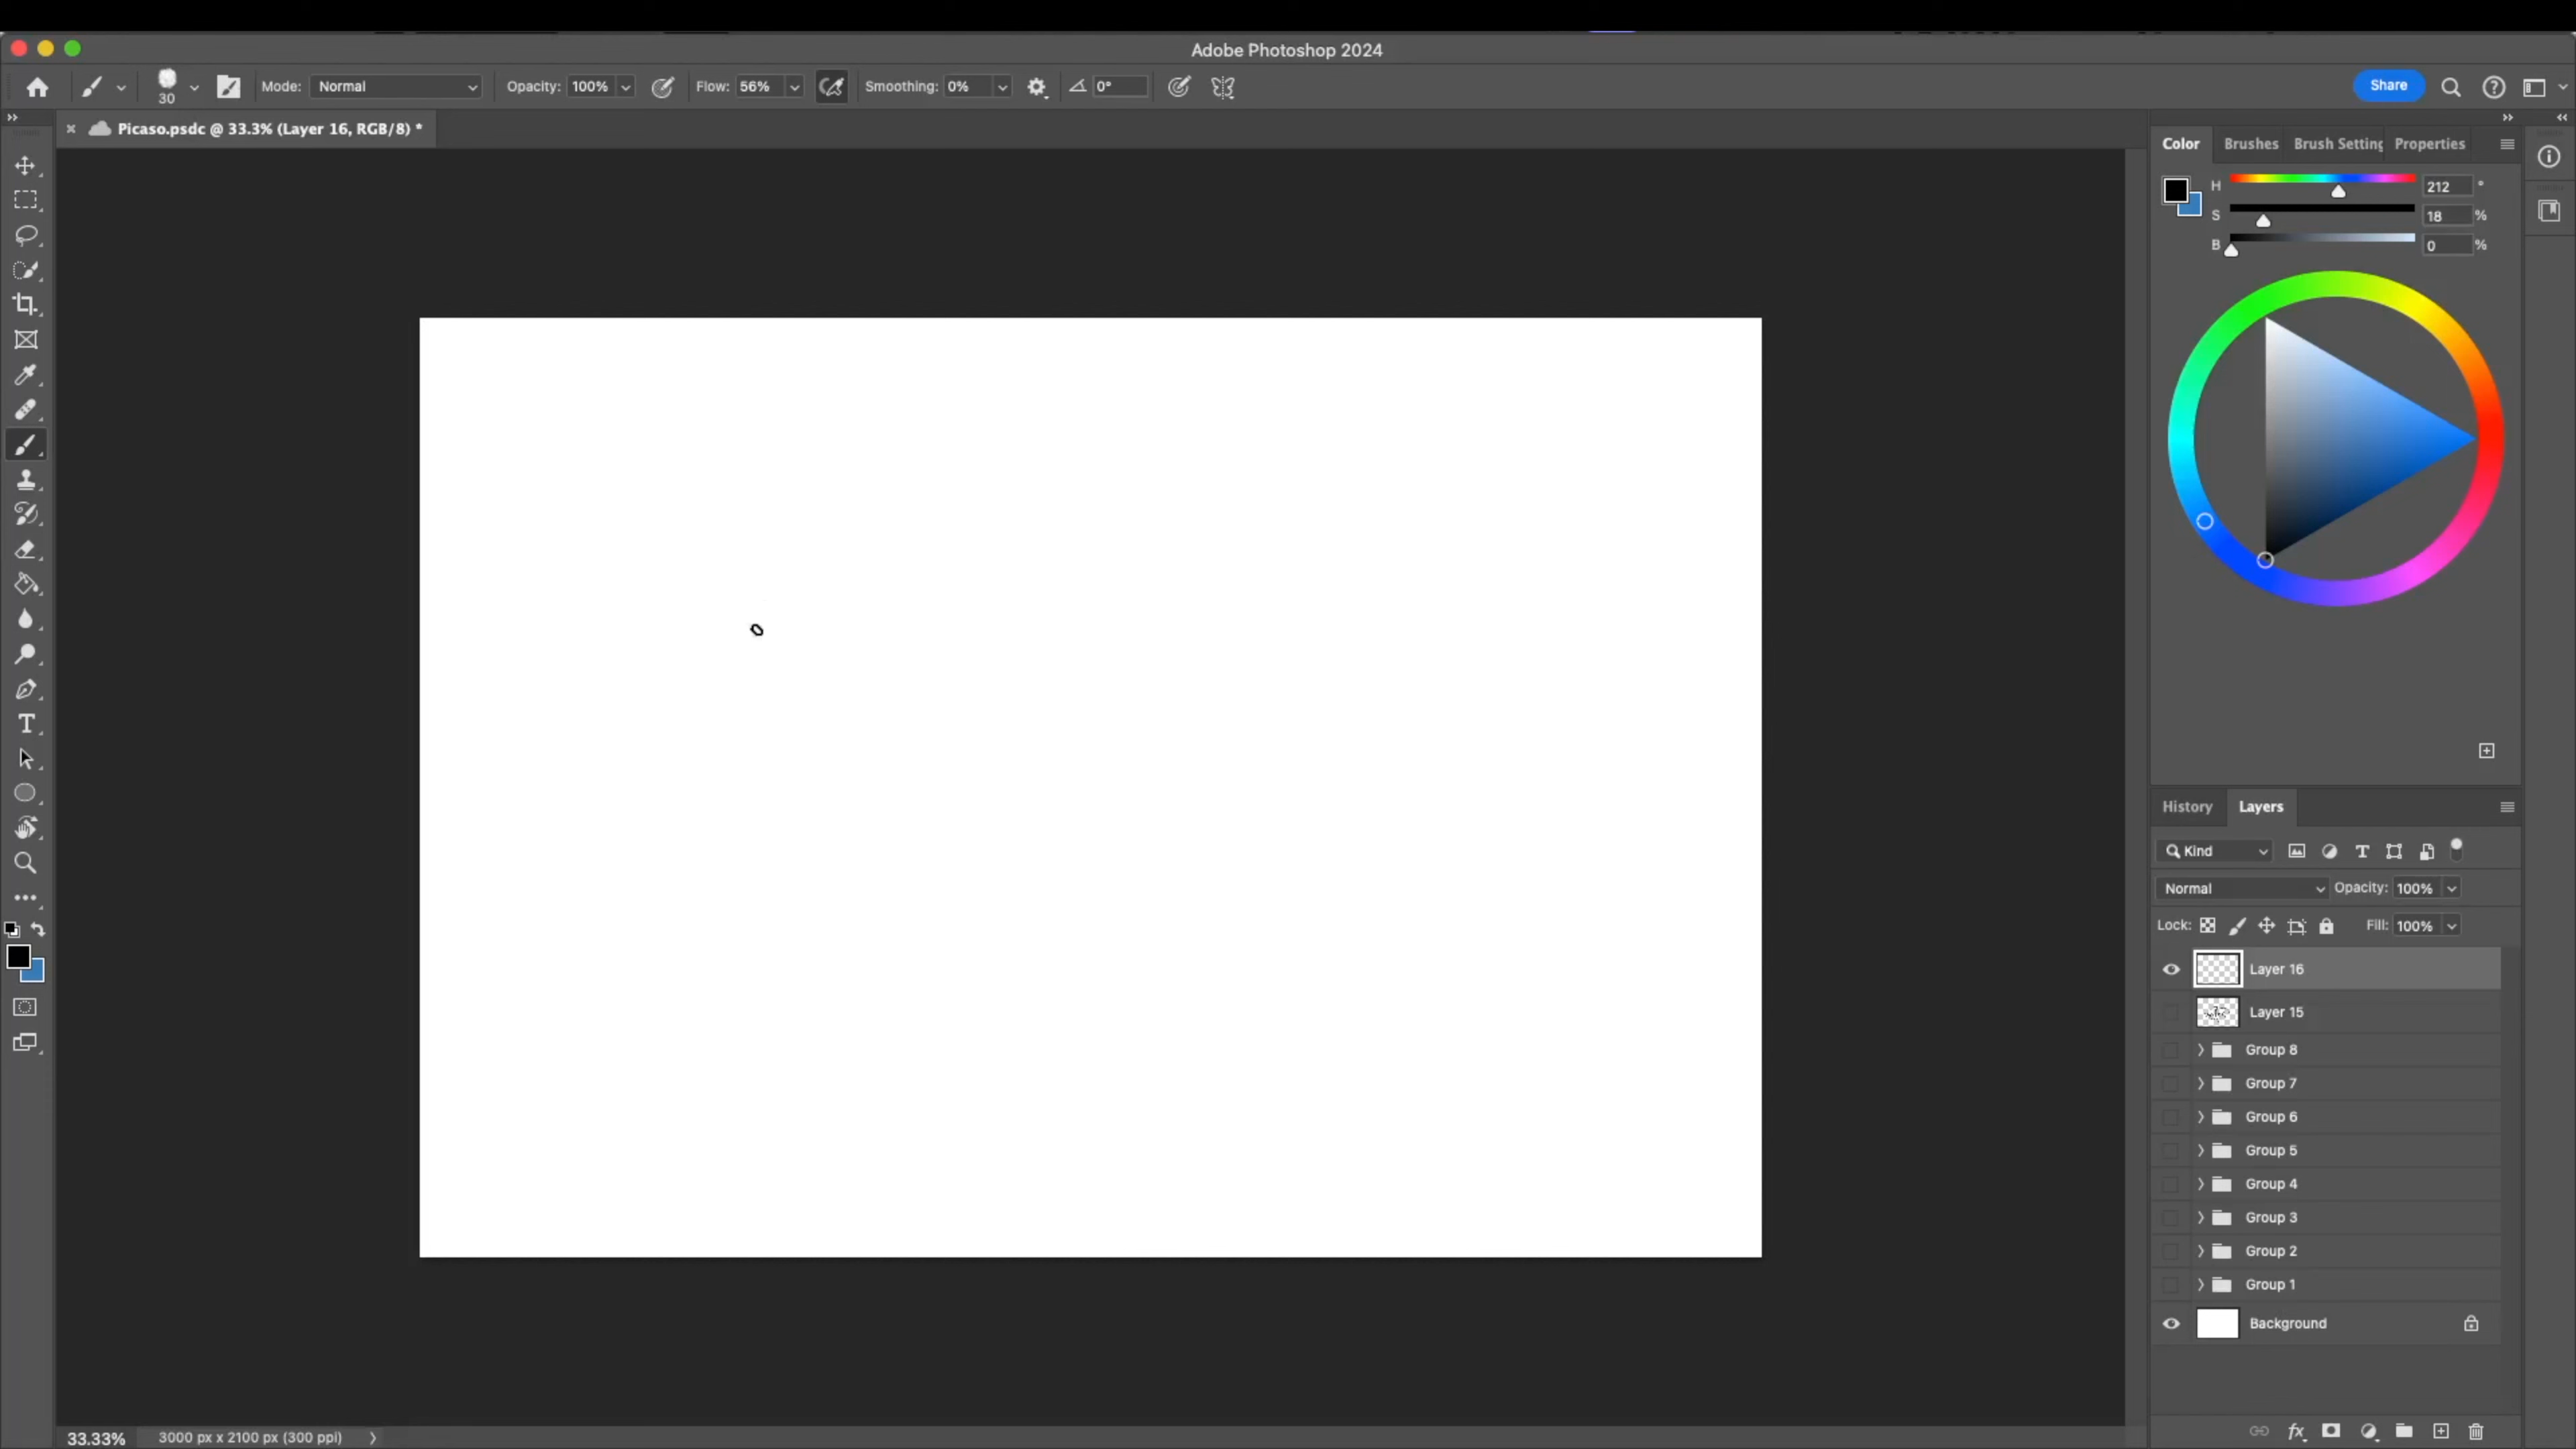 Adobe Photoshop 2024
30 Mode: Normal Opacity: 100% Flow: 56% Smoothing: 0% 0° Share
Picaso.psdc @ 33.3% (Layer 16, RGB/8) *
Color Brushes Brush Setting Properties
H 212 °
S 18 %
B 0 %
History Layers
Kind
Normal Opacity: 100%
Lock: Fill: 100%
Layer 16
Layer 15
Group 8
Group 7
Group 6
Group 5
Group 4
Group 3
Group 2
Group 1
Background
33.33% 3000 px x 2100 px (300 ppi)